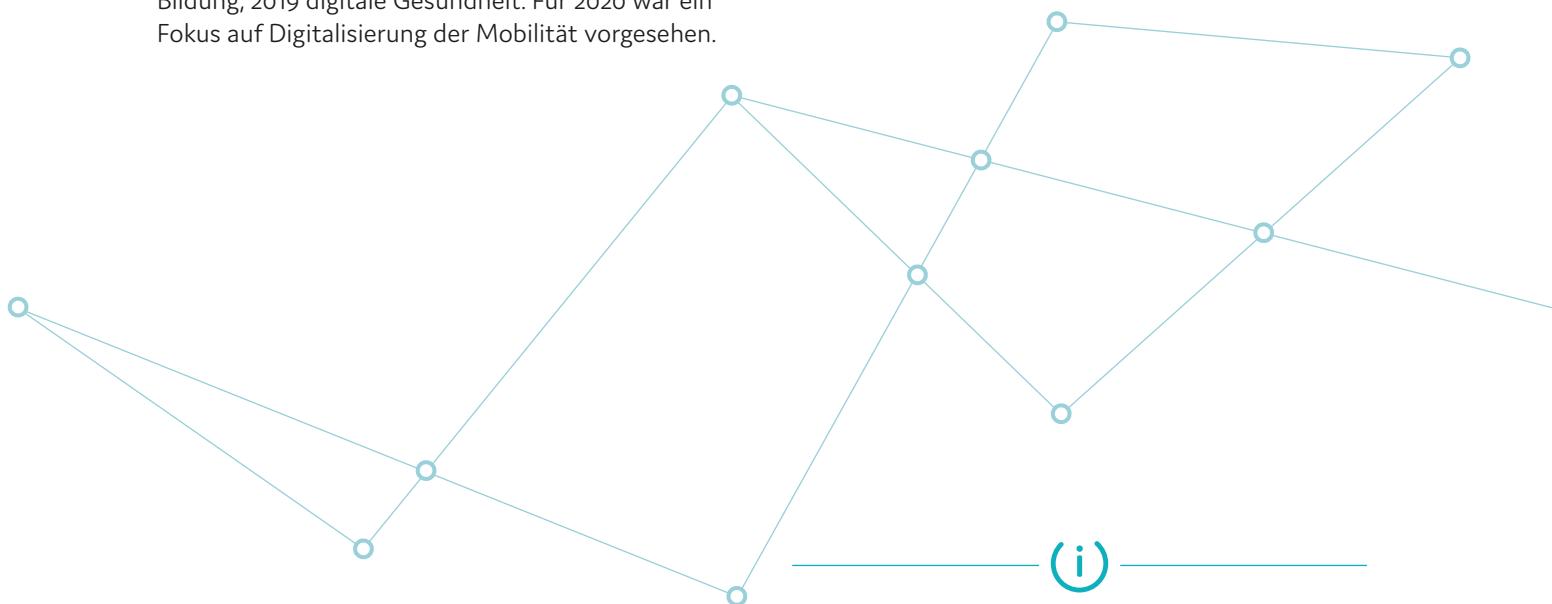 Bildung, 2019 digitale Gesundheit. Für 2020 war ein
Fokus auf Digitalisierung der Mobilität vorgesehen.
i